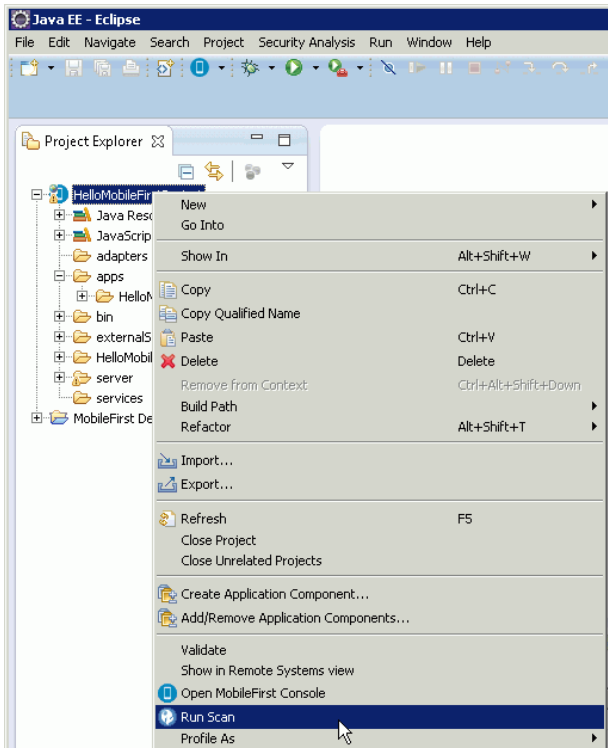 Java EE - Eclipse
File Edit Navigate Search Project Security Analysis Run Window Help
Project Explorer
HelloMobileFir
Java Reso
JavaScrip
adapters
apps
HelloM
bin
externalS
HelloMobil
server
services
MobileFirst De
New
Go Into
Show In Alt+Shift+W
Copy Ctrl+C
Copy Qualified Name
Paste Ctrl+V
Delete Delete
Remove from Context Ctrl+Alt+Shift+Down
Build Path
Refactor Alt+Shift+T
Import...
Export...
Refresh F5
Close Project
Close Unrelated Projects
Create Application Component...
Add/Remove Application Components...
Validate
Show in Remote Systems view
Open MobileFirst Console
Run Scan
Profile As